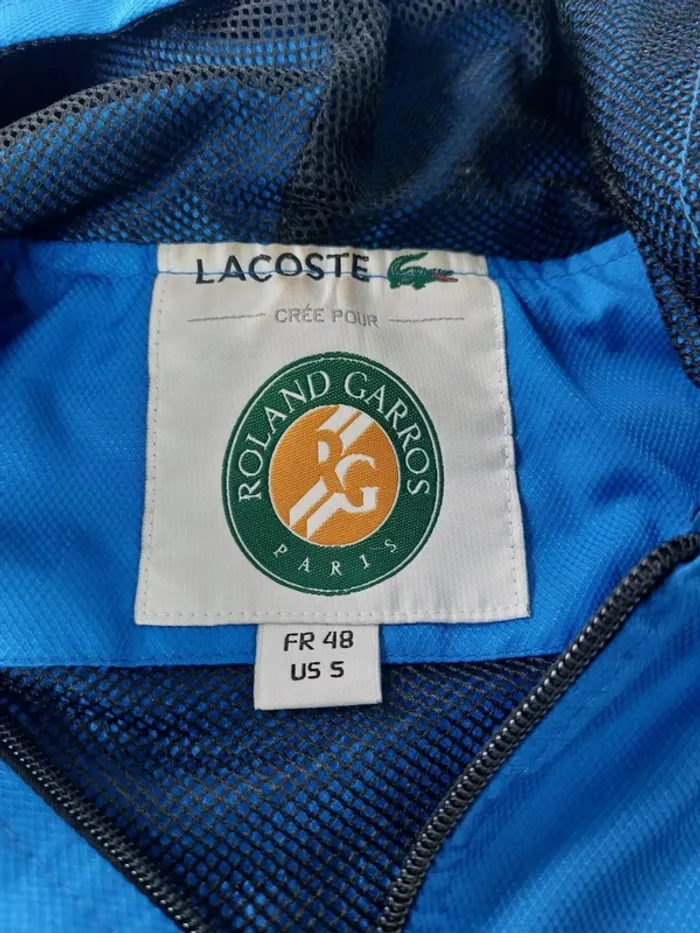 LACOSTE
CRÉE POUR
ROLAND GARROS
RG
PARIS
FR 48
US S